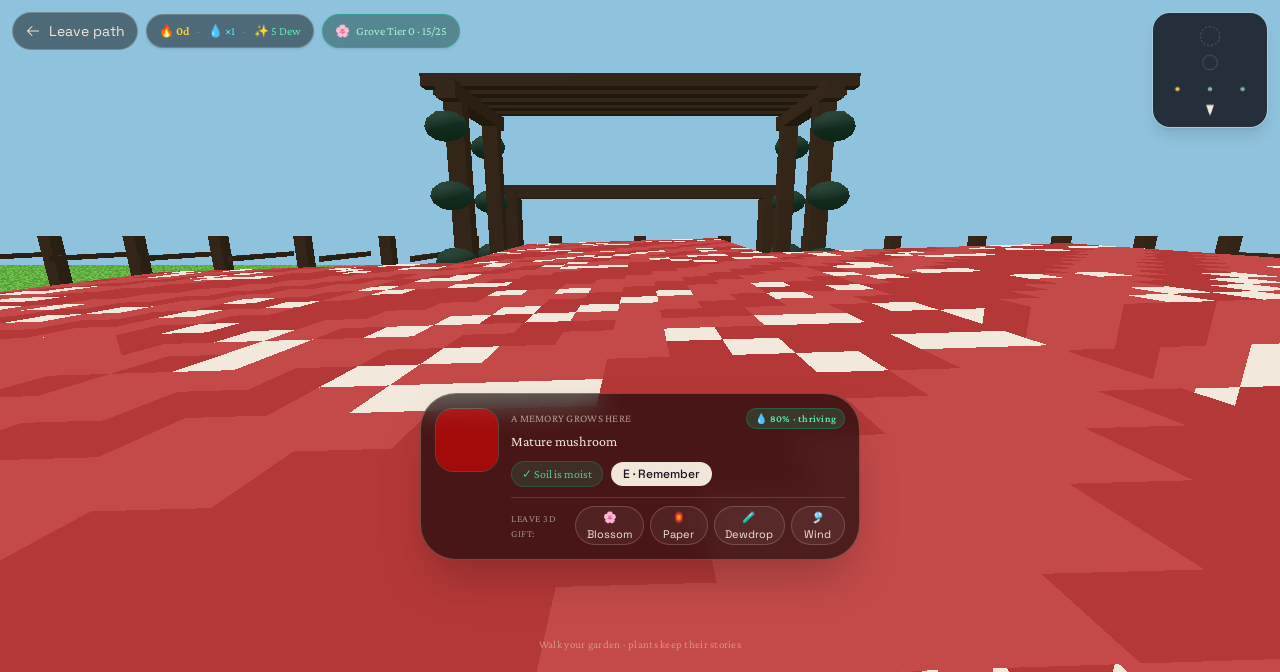 ← Leave path
🔥 0d · 💧 ×1 · ✨ 5 Dew
🌸 Grove Tier 0 · 15/25
A MEMORY GROWS HERE
💧 80% · thriving
Mature mushroom
✓ Soil is moist
E · Remember
LEAVE 3D
GIFT:
🌸 Blossom
🧧 Paper
🧪 Dewdrop
🎐 Wind
Walk your garden · plants keep their stories